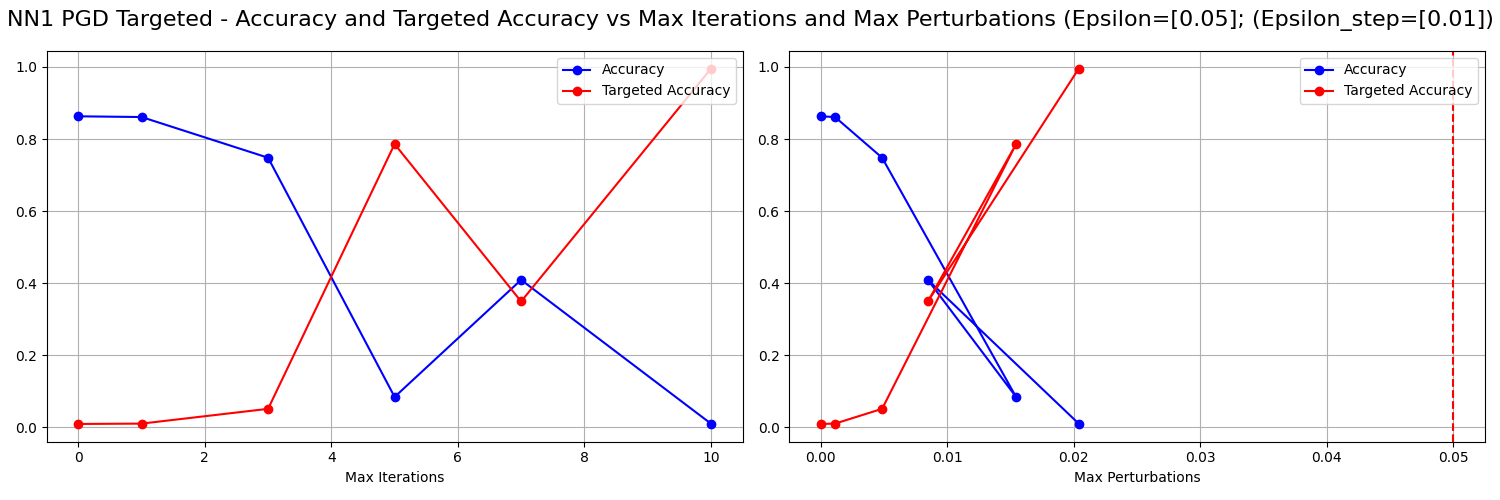 NN1 PGD Targeted - Accuracy and Targeted Accuracy vs Max Iterations and Max Perturbations (Epsilon=[0.05]; (Epsilon_step=[0.01])
1.0
0.8
0.6
0.4
0.2
0.0
Accuracy
Targeted Accuracy
0 2 4 6 8 10
Max Iterations
1.0
0.8
0.6
0.4
0.2
0.0
Accuracy
Targeted Accuracy
0.00 0.01 0.02 0.03 0.04 0.05
Max Perturbations